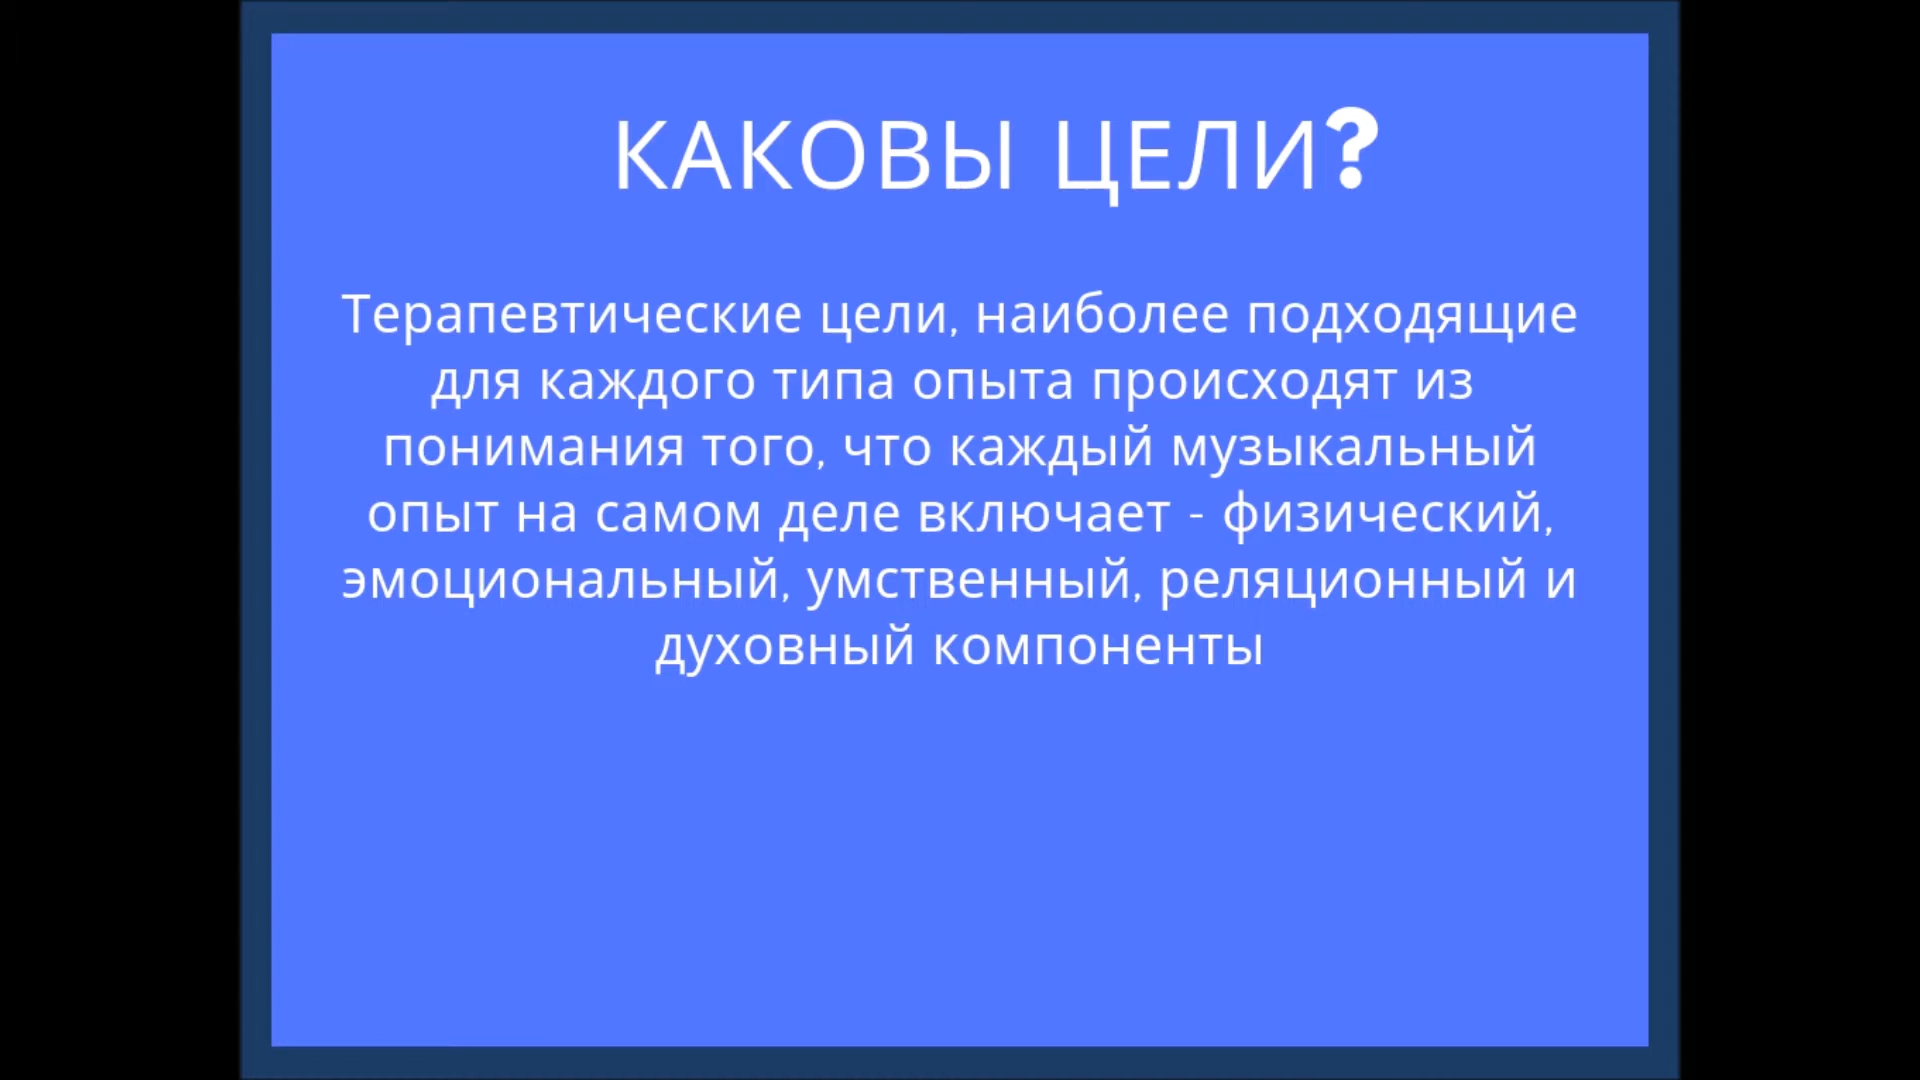 КАКОВЫ ЦЕЛИ?
Терапевтические цели, наиболее подходящие
для каждого типа опыта происходят из
понимания того, что каждый музыкальный
опыт на самом деле включает - физический,
эмоциональный, умственный, реляционный и
духовный компоненты